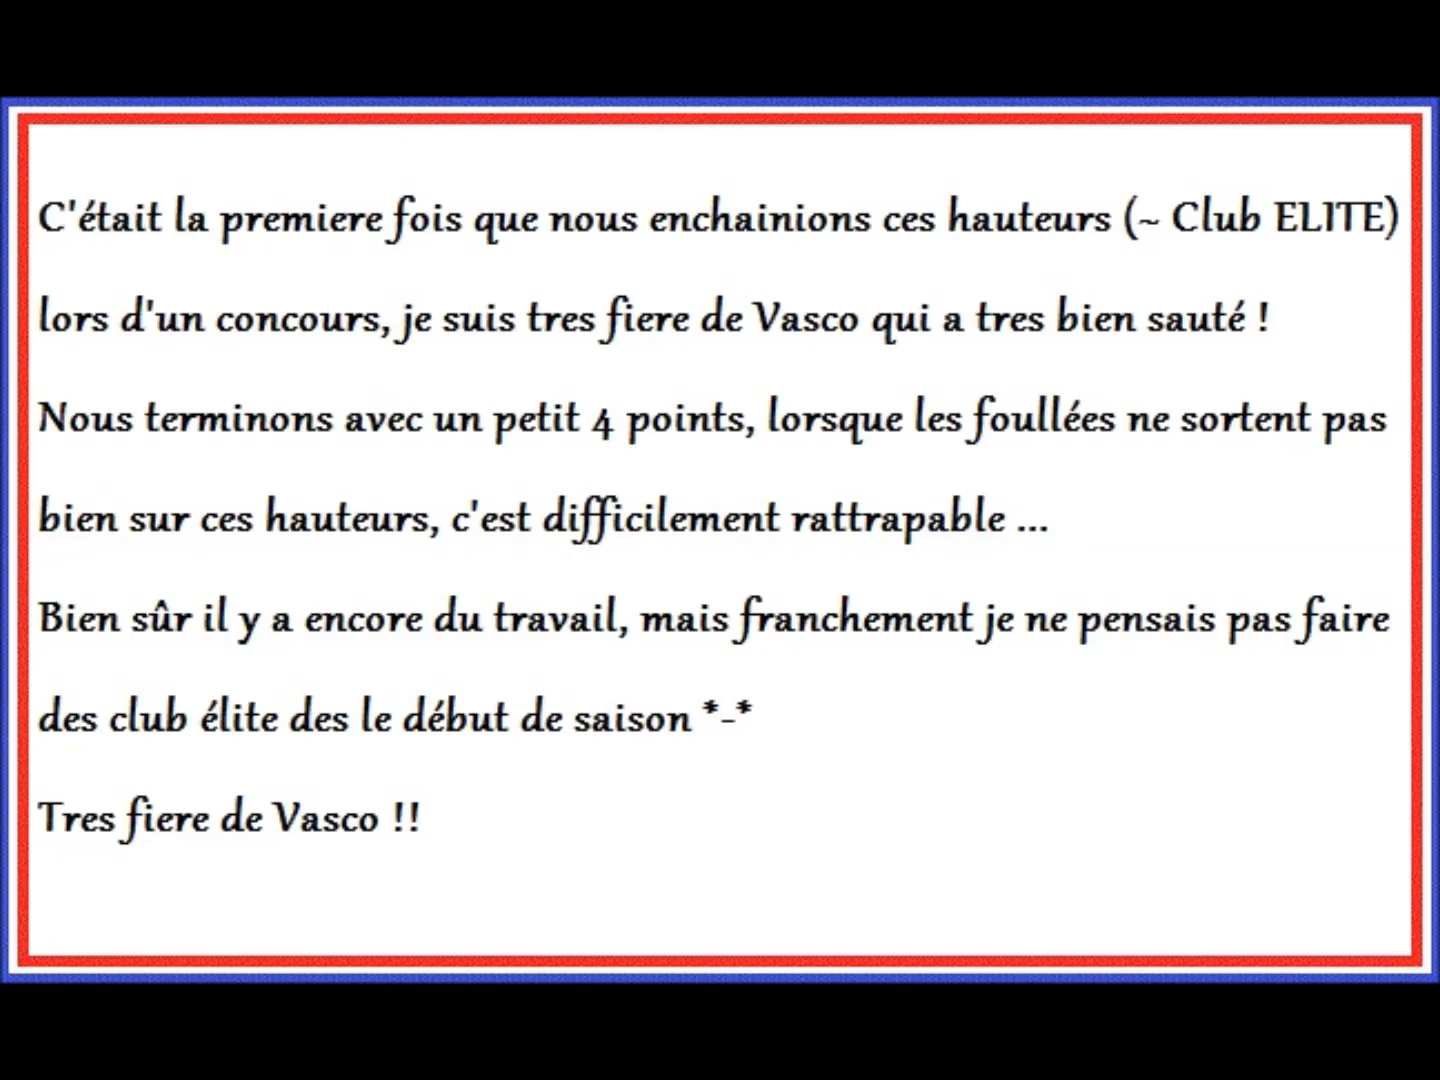 C'était la premiere fois que nous enchainions ces hauteurs (~ Club ELITE)
lors d'un concours, je suis tres fiere de Vasco qui a tres bien sauté !
Nous terminons avec un petit 4 points, lorsque les foullées ne sortent pas
bien sur ces hauteurs, c'est difficilement rattrapable ...
Bien sûr il y a encore du travail, mais franchement je ne pensais pas faire
des club élite des le début de saison *-*
Tres fiere de Vasco !!